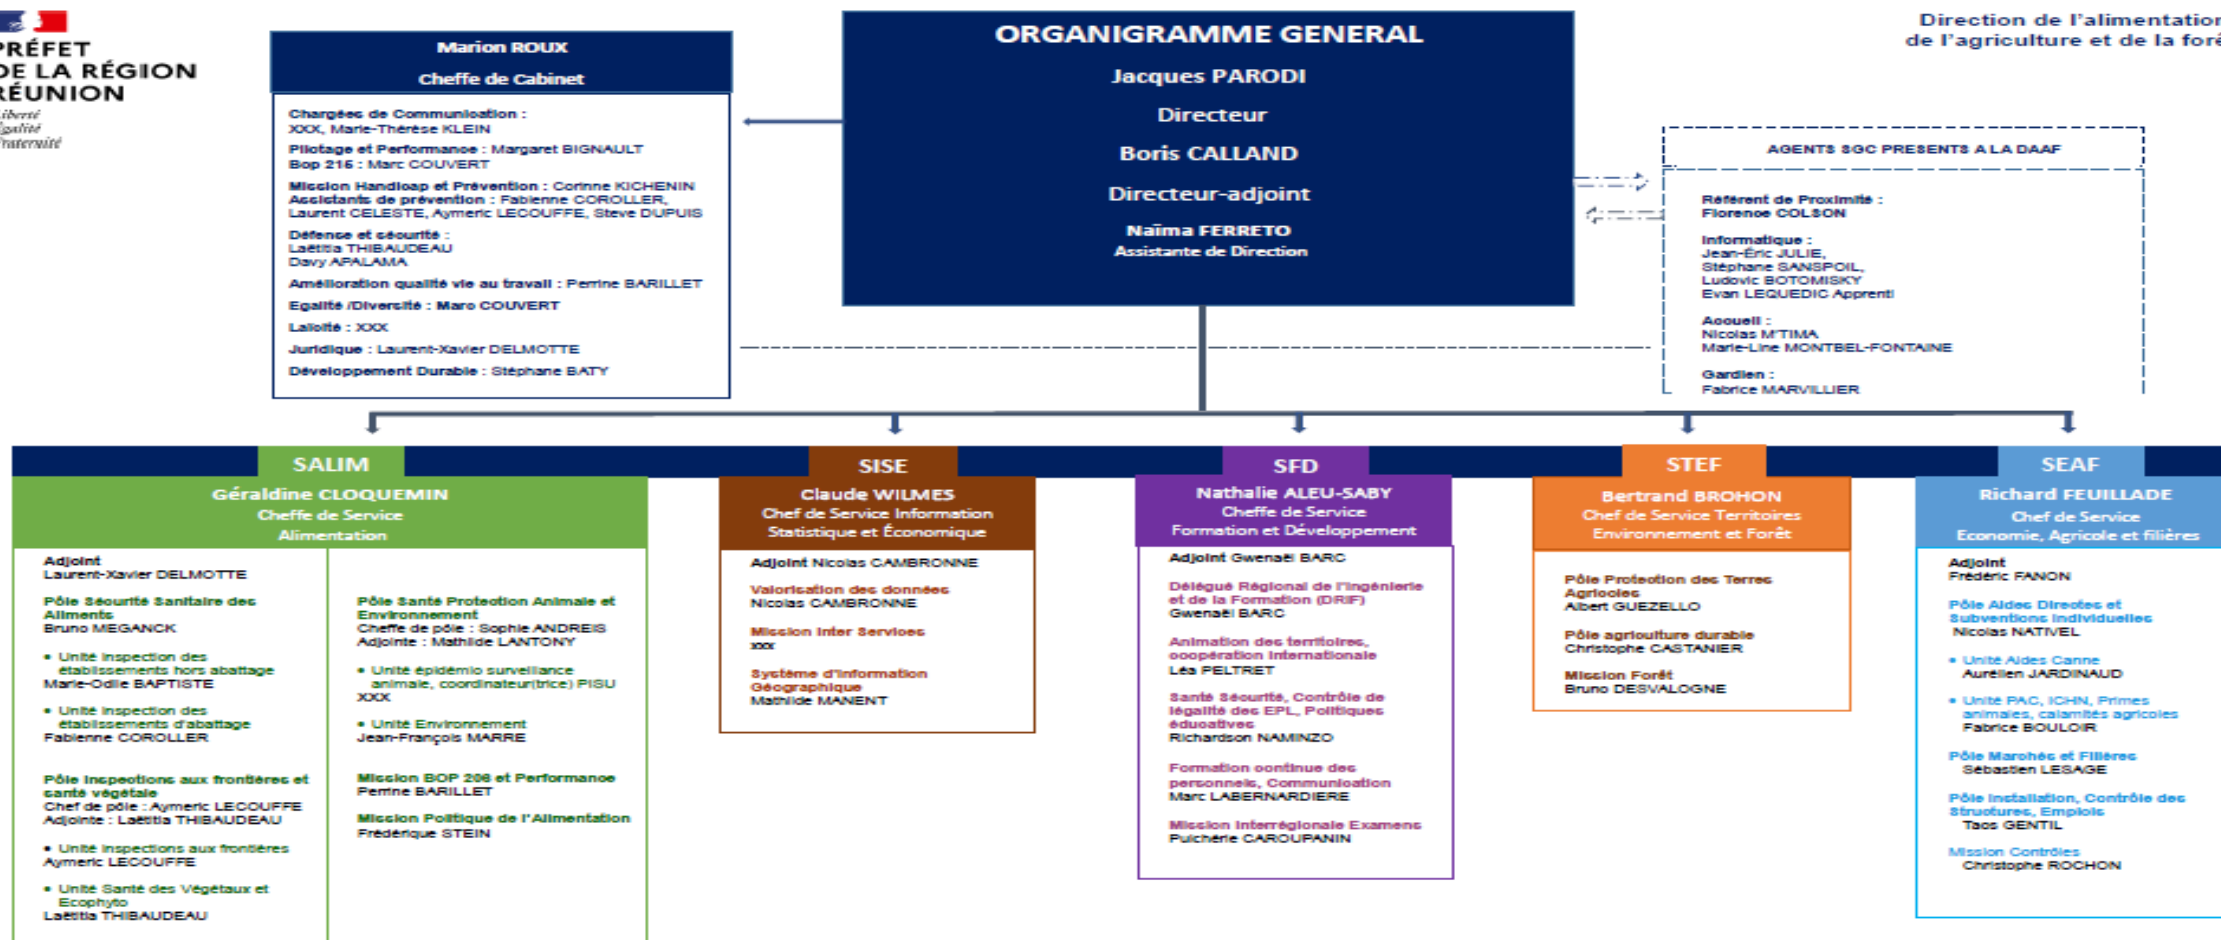 PRÉFET
DE LA RÉGION
RÉUNION
Liberté
Égalité
Fraternité
Marion ROUX
Cheffe de Cabinet
Chargées de Communication :
XXX, Marie-Thérèse KLEIN
Pilotage et Performance : Margaret BIGNAULT
Bop 215 : Marc COUVERT
Mission Handicap et Prévention : Corinne KICHENIN
Assistants de prévention : Fabienne COROLLER,
Laurent CELESTE, Aymeric LECOUFFE, Steve DUPUIS
Défense et sécurité :
Laëtitia THIBAUDEAU
Davy APALAMA
Amélioration qualité vie au travail : Perrine BARILLET
Egalité /Diversité : Marc COUVERT
Laïcité : XXX
Juridique : Laurent-Xavier DELMOTTE
Développement Durable : Stéphane BATY
ORGANIGRAMME GENERAL
Jacques PARODI
Directeur
Boris CALLAND
Directeur-adjoint
Naïma FERRETO
Assistante de Direction
Direction de l'alimentation
de l'agriculture et de la forê
AGENTS SGC PRESENTS A LA DAAF
Référent de Proximité :
Florence COLSON
Informatique :
Jean-Éric JULIE,
Stéphane SANSPOIL,
Ludovic BOTOMISKY
Evan LEQUEDIC Apprenti
Accueil :
Nicolas M'TIMA
Marie-Line MONTBEL-FONTAINE
Gardien :
Fabrice MARVILLIER
SALIM
Géraldine CLOQUEMIN
Cheffe de Service
Alimentation
Adjoint
Laurent-Xavier DELMOTTE
Pôle Sécurité Sanitaire des
Aliments
Bruno MEGANCK
• Unité Inspection des
établissements hors abattage
Marie-Odile BAPTISTE
• Unité Inspection des
établissements d'abattage
Fabienne COROLLER
Pôle Inspections aux frontières et
santé végétale
Chef de pôle : Aymeric LECOUFFE
Adjointe : Laëtitia THIBAUDEAU
• Unité Inspections aux frontières
Aymeric LECOUFFE
• Unité Santé des Végétaux et
Ecophyto
Laëtitia THIBAUDEAU
Pôle Santé Protection Animale et
Environnement
Cheffe de pôle : Sophie ANDREIS
Adjointe : Mathilde LANTONY
• Unité épidémio surveillance
animale, coordinateur(trice) PISU
XXX
• Unité Environnement
Jean-François MARRE
Mission BOP 206 et Performance
Perrine BARILLET
Mission Politique de l'Alimentation
Frédérique STEIN
SISE
Claude WILMES
Chef de Service Information
Statistique et Économique
Adjoint Nicolas CAMBRONNE
Valorisation des données
Nicolas CAMBRONNE
Mission Inter Services
xxx
Système d'Information
Géographique
Mathilde MANENT
SFD
Nathalie ALEU-SABY
Cheffe de Service
Formation et Développement
Adjoint Gwenaël BARC
Délégué Régional de l'Ingénierie
et de la Formation (DRIF)
Gwenaël BARC
Animation des territoires,
coopération Internationale
Léa PELTRET
Santé Sécurité, Contrôle de
légalité des EPL, Politiques
éducatives
Richardson NAMINZO
Formation continue des
personnels, Communication
Marc LABERNARDIERE
Mission Interrégionale Examens
Pulchérie CAROUPANIN
STEF
Bertrand BROHON
Chef de Service Territoires
Environnement et Forêt
Pôle Protection des Terres
Agricoles
Albert GUEZELLO
Pôle agriculture durable
Christophe CASTANIER
Mission Forêt
Bruno DESVALOGNE
SEAF
Richard FEUILLADE
Chef de Service
Economie, Agricole et filières
Adjoint
Frédéric FANON
Pôle Aides Directes et
Subventions Individuelles
Nicolas NATIVEL
• Unité Aides Canne
Aurélien JARDINAUD
• Unité PAC, ICHN, Primes
animales, calamités agricoles
Fabrice BOULOIR
Pôle Marchés et Filières
Sébastien LESAGE
Pôle Installation, Contrôle des
Structures, Emplois
Taos GENTIL
Mission Contrôles
Christophe ROCHON